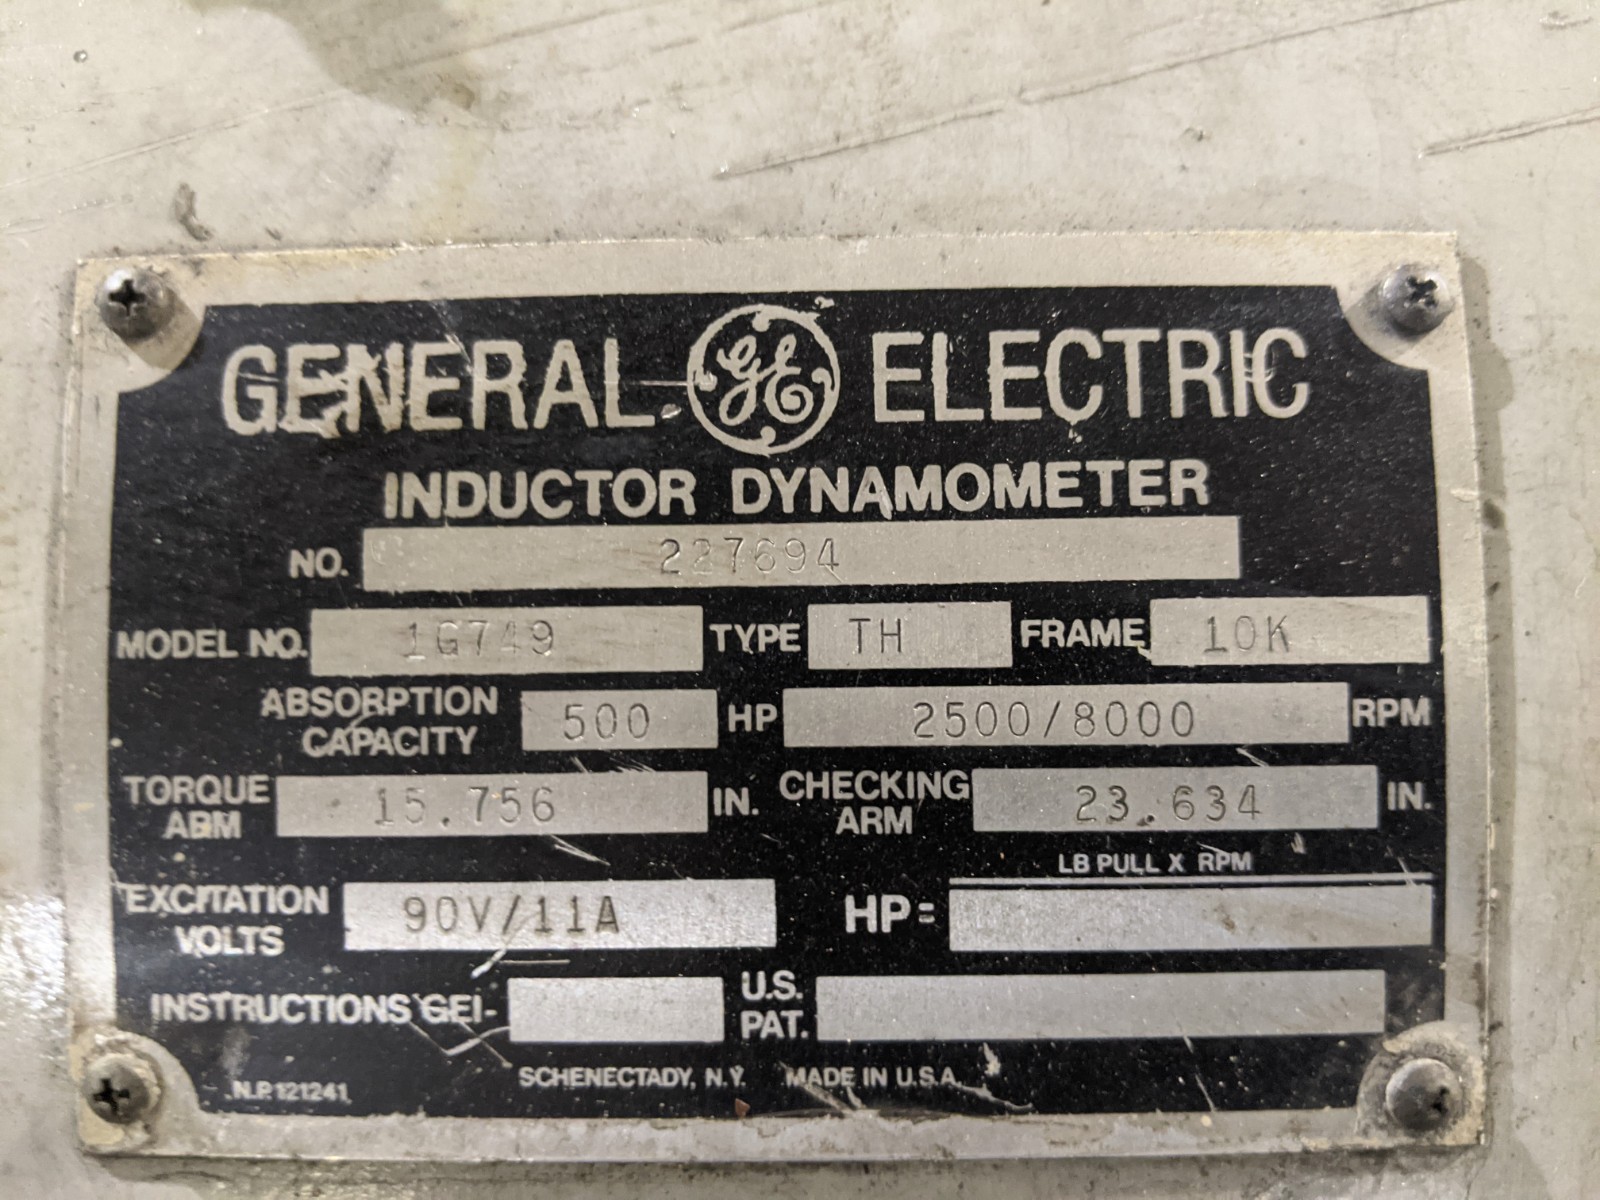 GENERAL GE ELECTRIC
INDUCTOR DYNAMOMETER
NO. 227694
MODEL NO. 1G749 TYPE TH FRAME 10K
ABSORPTION CAPACITY 500 HP 2500/8000 RPM
TORQUE ARM 15.756 IN. CHECKING ARM 23.634 IN.
LB PULL X RPM
EXCITATION VOLTS 90V/11A HP=
INSTRUCTIONS GEI- U.S. PAT.
N.P. 121241 SCHENECTADY, N.Y. MADE IN U.S.A.